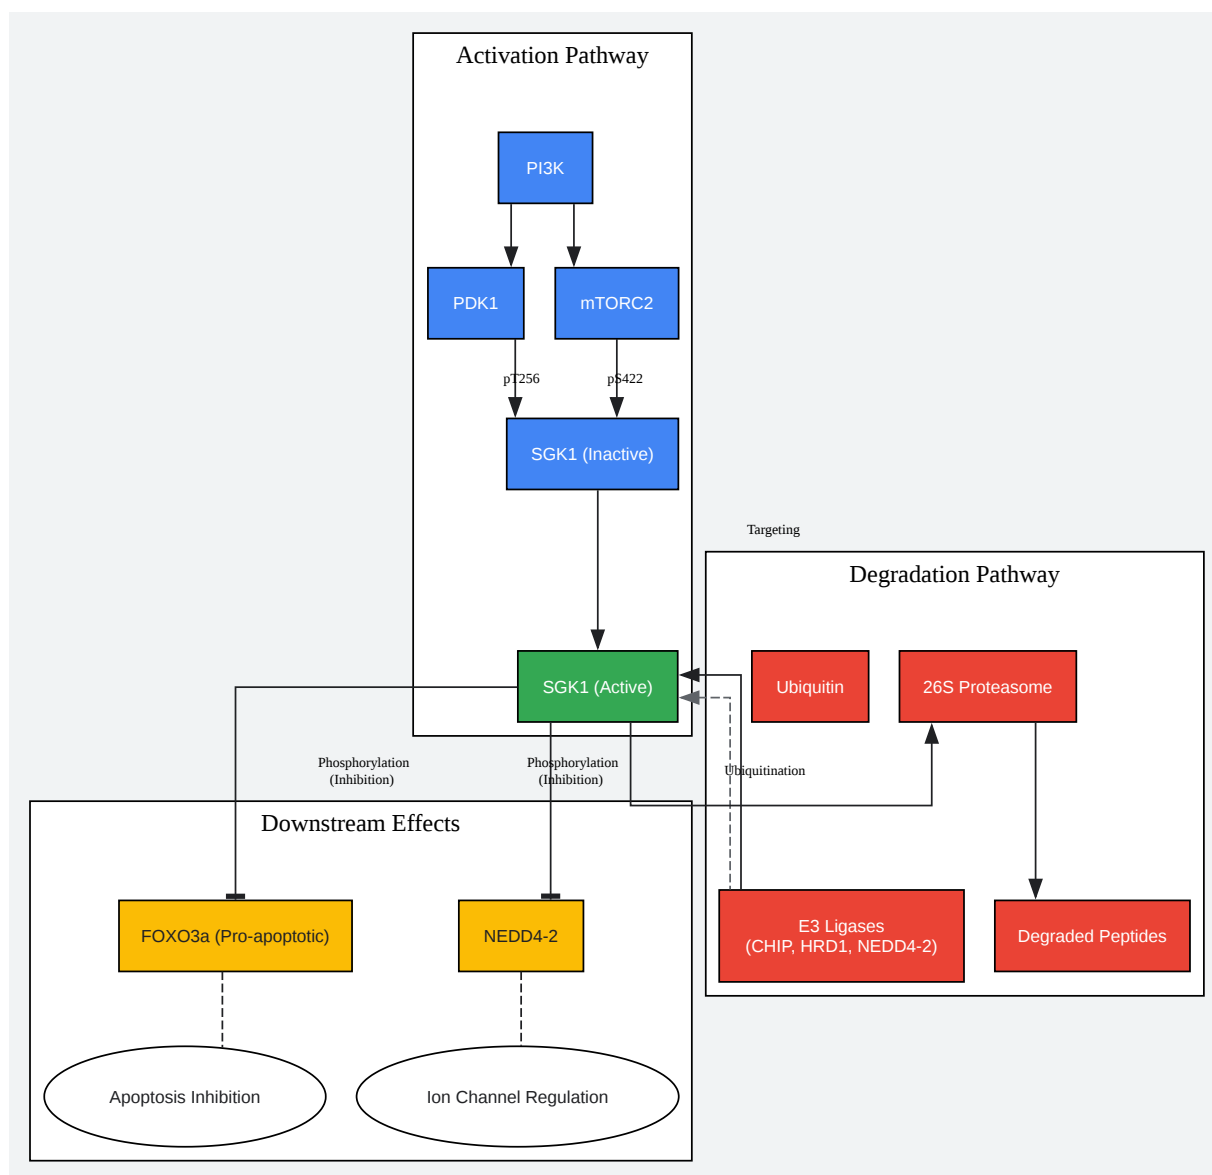 Activation Pathway
PI3K
PDK1
mTORC2
pT256
pS422
SGK1 (Inactive)
Targeting
Degradation Pathway
SGK1 (Active)
Ubiquitin
26S Proteasome
Phosphorylation
(Inhibition)
Phosphorylation
(Inhibition)
Ubiquitination
Downstream Effects
FOXO3a (Pro-apoptotic)
NEDD4-2
E3 Ligases
(CHIP, HRD1, NEDD4-2)
Degraded Peptides
Apoptosis Inhibition
Ion Channel Regulation